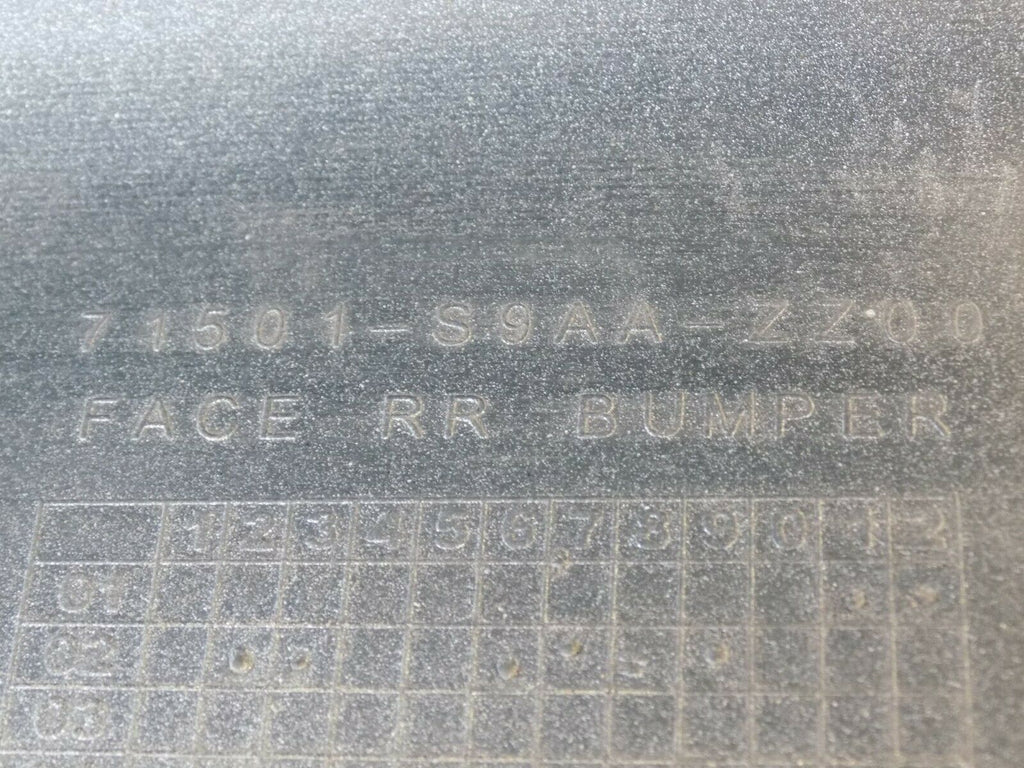 71501-S9AA-ZZ00
FACE RR BUMPER
1 2 3 4 5 6 7 8 9 0 1 2
01
02
03